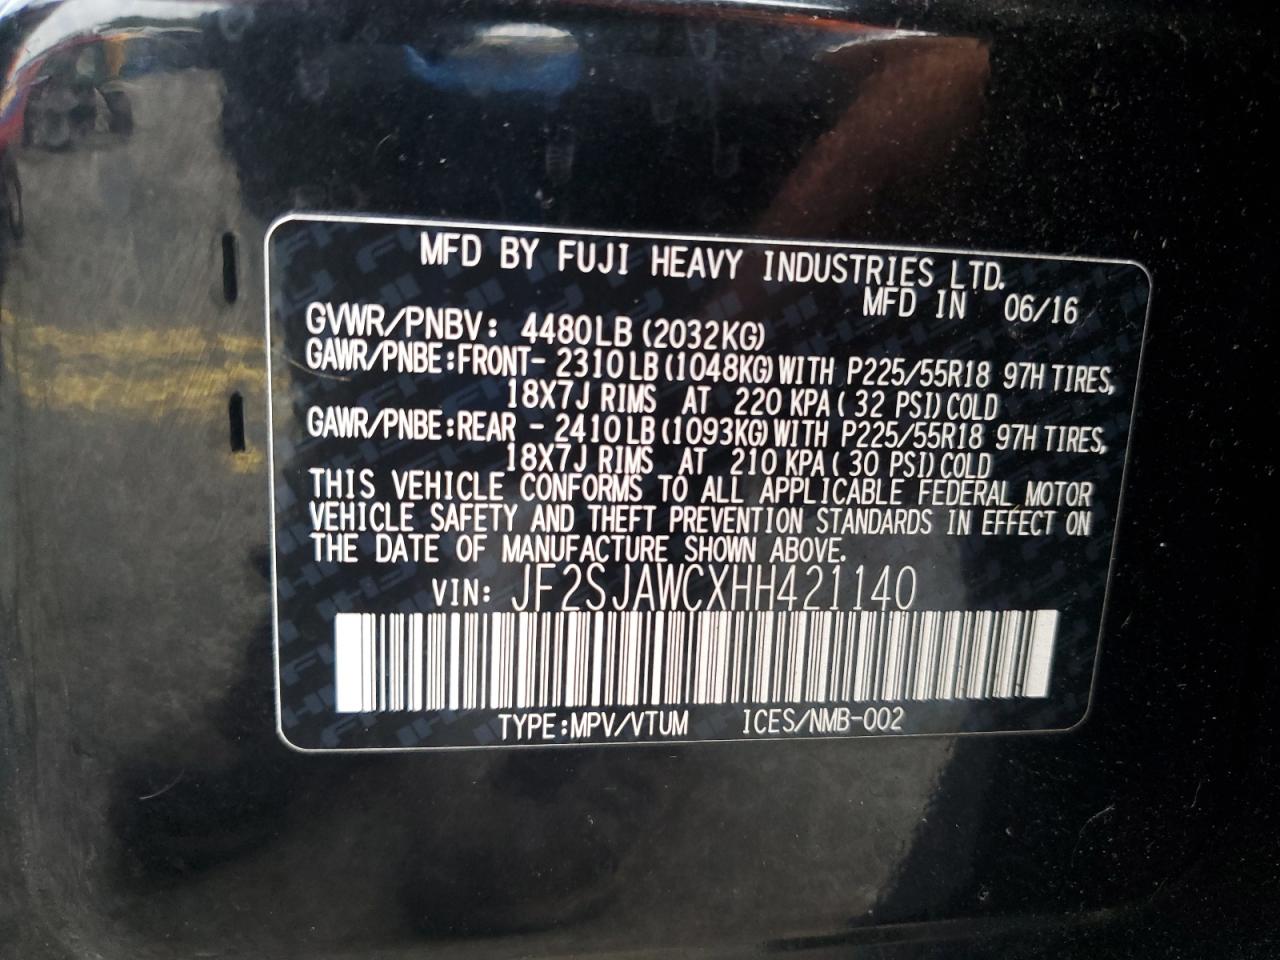 MFD BY FUJI HEAVY INDUSTRIES LTD.
MFD IN 06/16
GVWR/PNBV: 4480LB (2032KG)
GAWR/PNBE:FRONT- 2310LB(1048KG)WITH P225/55R18 97H TIRES,
18X7J RIMS AT 220 KPA( 32 PSI)COLD
GAWR/PNBE:REAR - 2410LB(1093KG)WITH P225/55R18 97H TIRES,
18X7J RIMS AT 210 KPA( 30 PSI)COLD
THIS VEHICLE CONFORMS TO ALL APPLICABLE FEDERAL MOTOR
VEHICLE SAFETY AND THEFT PREVENTION STANDARDS IN EFFECT ON
THE DATE OF MANUFACTURE SHOWN ABOVE.
VIN: JF2SJAWCXHH421140
TYPE:MPV/VTUM ICES/NMB-002